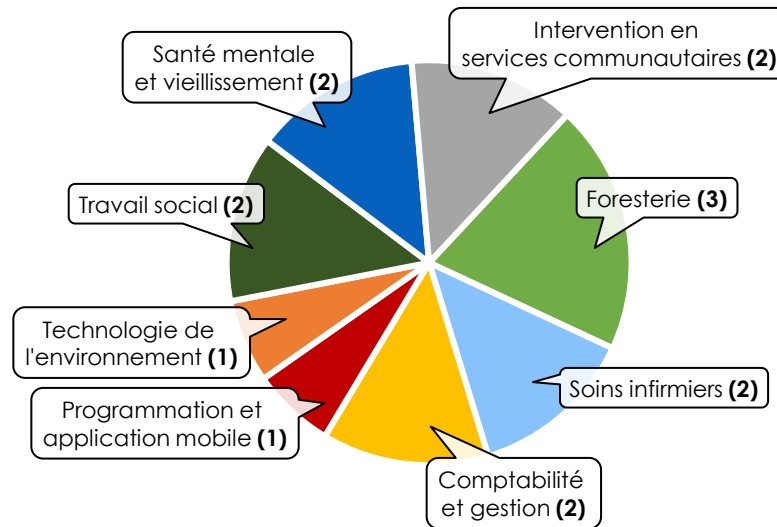 Intervention en
services communautaires (2)
Foresterie (3)
Soins infirmiers (2)
Comptabilité
et gestion (2)
Programmation et
application mobile (1)
Technologie de
l'environnement (1)
Travail social (2)
Santé mentale
et vieillissement (2)